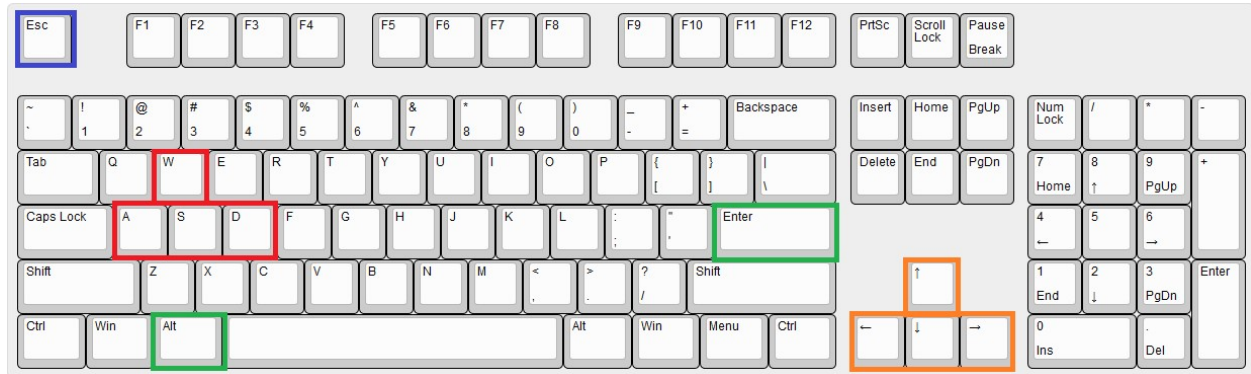 Esc F1 F2 F3 F4 F5 F6 F7 F8 F9 F10 F11 F12 PrtSc Scroll Pause
Lock Break
~ ! @ # $ % ^ & * ( ) _ + Backspace Insert Home PgUp Num / * -
Lock
` 1 2 3 4 5 6 7 8 9 0 - =
Tab Q W E R T Y U I O P { } | Delete End PgDn 7 8 9 +
[ ] \ Home ↑ PgUp
Caps Lock A S D F G H J K L : " Enter 4 5 6
; ' ← →
Shift Z X C V B N M < > ? Shift ↑ 1 2 3 Enter
, . / End ↓ PgDn
Ctrl Win Alt Alt Win Menu Ctrl ← ↓ → 0 .
Ins Del